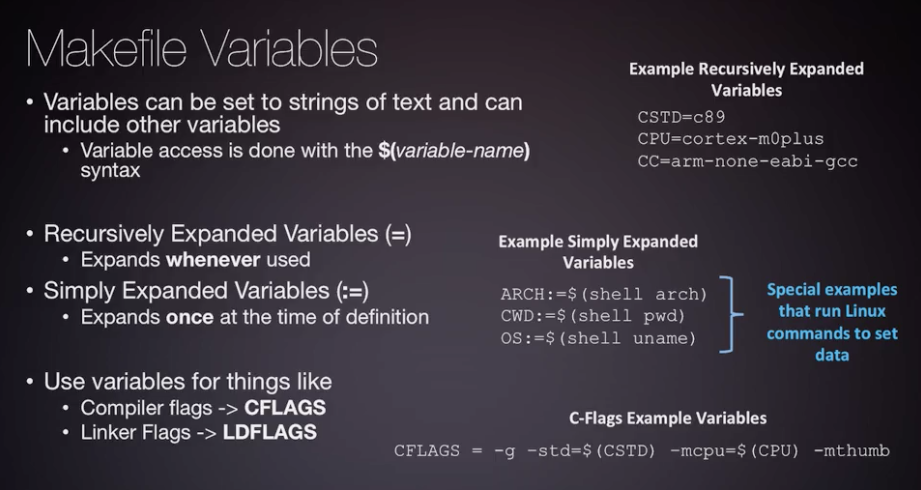 Makefile Variables
• Variables can be set to strings of text and can
include other variables
• Variable access is done with the $(variable-name)
syntax
• Recursively Expanded Variables (=)
• Expands whenever used
• Simply Expanded Variables (:=)
• Expands once at the time of definition
• Use variables for things like
• Compiler flags -> CFLAGS
• Linker Flags -> LDFLAGS
Example Recursively Expanded
Variables
CSTD=c89
CPU=cortex-m0plus
CC=arm-none-eabi-gcc
Example Simply Expanded
Variables
ARCH:=$(shell arch)
CWD:=$(shell pwd)
OS:=$(shell uname)
Special examples
that run Linux
commands to set
data
C-Flags Example Variables
CFLAGS = -g –std=$(CSTD) –mcpu=$(CPU) -mthumb